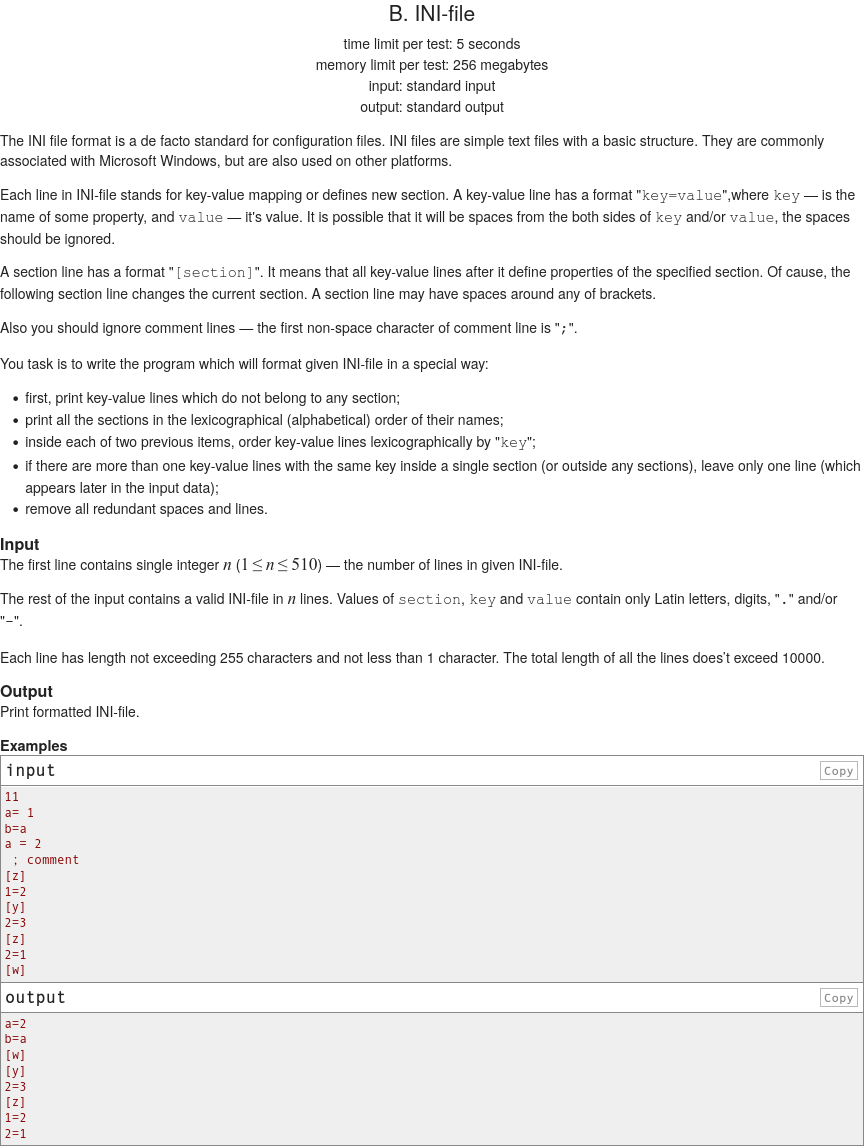 B. INI-file
time limit per test: 5 seconds
memory limit per test: 256 megabytes
input: standard input
output: standard output
The INI file format is a de facto standard for configuration files. INI files are simple text files with a basic structure. They are commonly
associated with Microsoft Windows, but are also used on other platforms.
Each line in INI-file stands for key-value mapping or defines new section. A key-value line has a format "key=value",where key — is the
name of some property, and value — it's value. It is possible that it will be spaces from the both sides of key and/or value, the spaces
should be ignored.
A section line has a format "[section]". It means that all key-value lines after it define properties of the specified section. Of cause, the
following section line changes the current section. A section line may have spaces around any of brackets.
Also you should ignore comment lines — the first non-space character of comment line is ";".
You task is to write the program which will format given INI-file in a special way:
• first, print key-value lines which do not belong to any section;
• print all the sections in the lexicographical (alphabetical) order of their names;
• inside each of two previous items, order key-value lines lexicographically by "key";
• if there are more than one key-value lines with the same key inside a single section (or outside any sections), leave only one line (which
appears later in the input data);
• remove all redundant spaces and lines.
Input
The first line contains single integer n (1 ≤ n ≤ 510) — the number of lines in given INI-file.
The rest of the input contains a valid INI-file in n lines. Values of section, key and value contain only Latin letters, digits, "." and/or
"-".
Each line has length not exceeding 255 characters and not less than 1 character. The total length of all the lines does't exceed 10000.
Output
Print formatted INI-file.
Examples
input Copy
11
a= 1
b=a
a = 2
 ; comment
[z]
1=2
[y]
2=3
[z]
2=1
[w]
output Copy
a=2
b=a
[w]
[y]
2=3
[z]
1=2
2=1